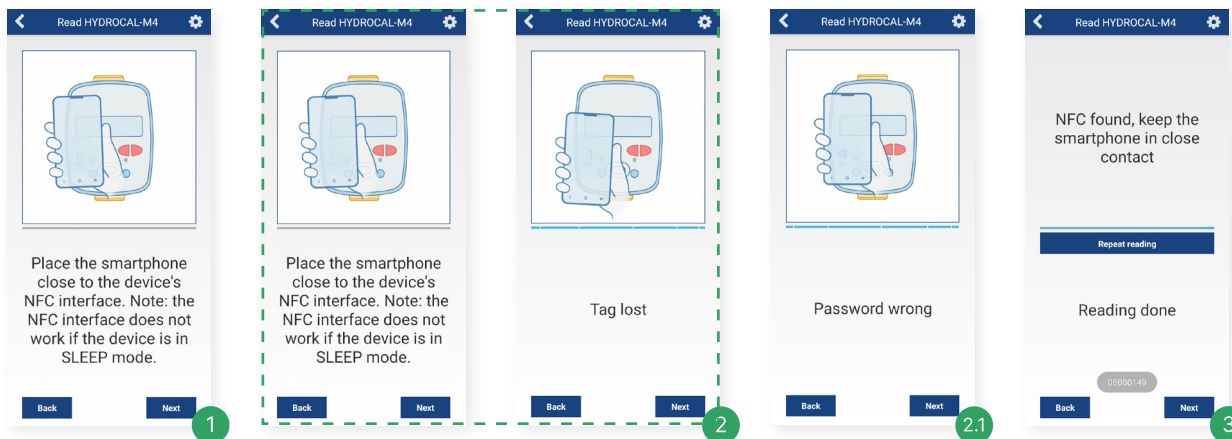 Read HYDROCAL-M4
Place the smartphone
close to the device's
NFC interface. Note: the
NFC interface does not
work if the device is in
SLEEP mode.
Back
Next
1
Read HYDROCAL-M4
Place the smartphone
close to the device's
NFC interface. Note: the
NFC interface does not
work if the device is in
SLEEP mode.
Back
Next
Read HYDROCAL-M4
Tag lost
Back
Next
2
Read HYDROCAL-M4
Password wrong
Back
Next
2.1
Read HYDROCAL-M4
NFC found, keep the
smartphone in close
contact
Repeat reading
Reading done
05000149
Back
Next
3